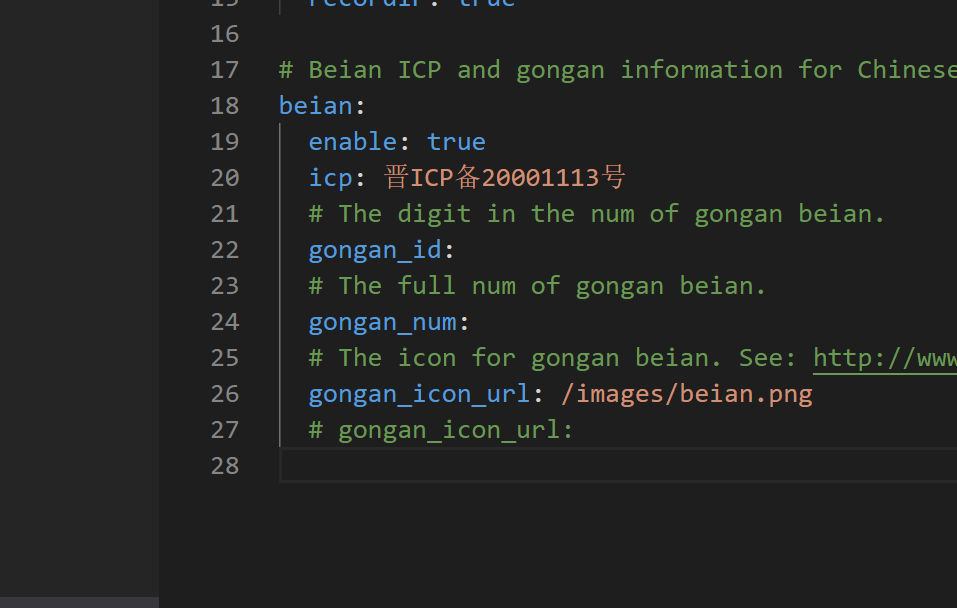 15 recordIP: true
16
17 # Beian ICP and gongan information for Chinese
18 beian:
19 enable: true
20 icp: 晋ICP备20001113号
21 # The digit in the num of gongan beian.
22 gongan_id:
23 # The full num of gongan beian.
24 gongan_num:
25 # The icon for gongan beian. See: http://www
26 gongan_icon_url: /images/beian.png
27 # gongan_icon_url:
28